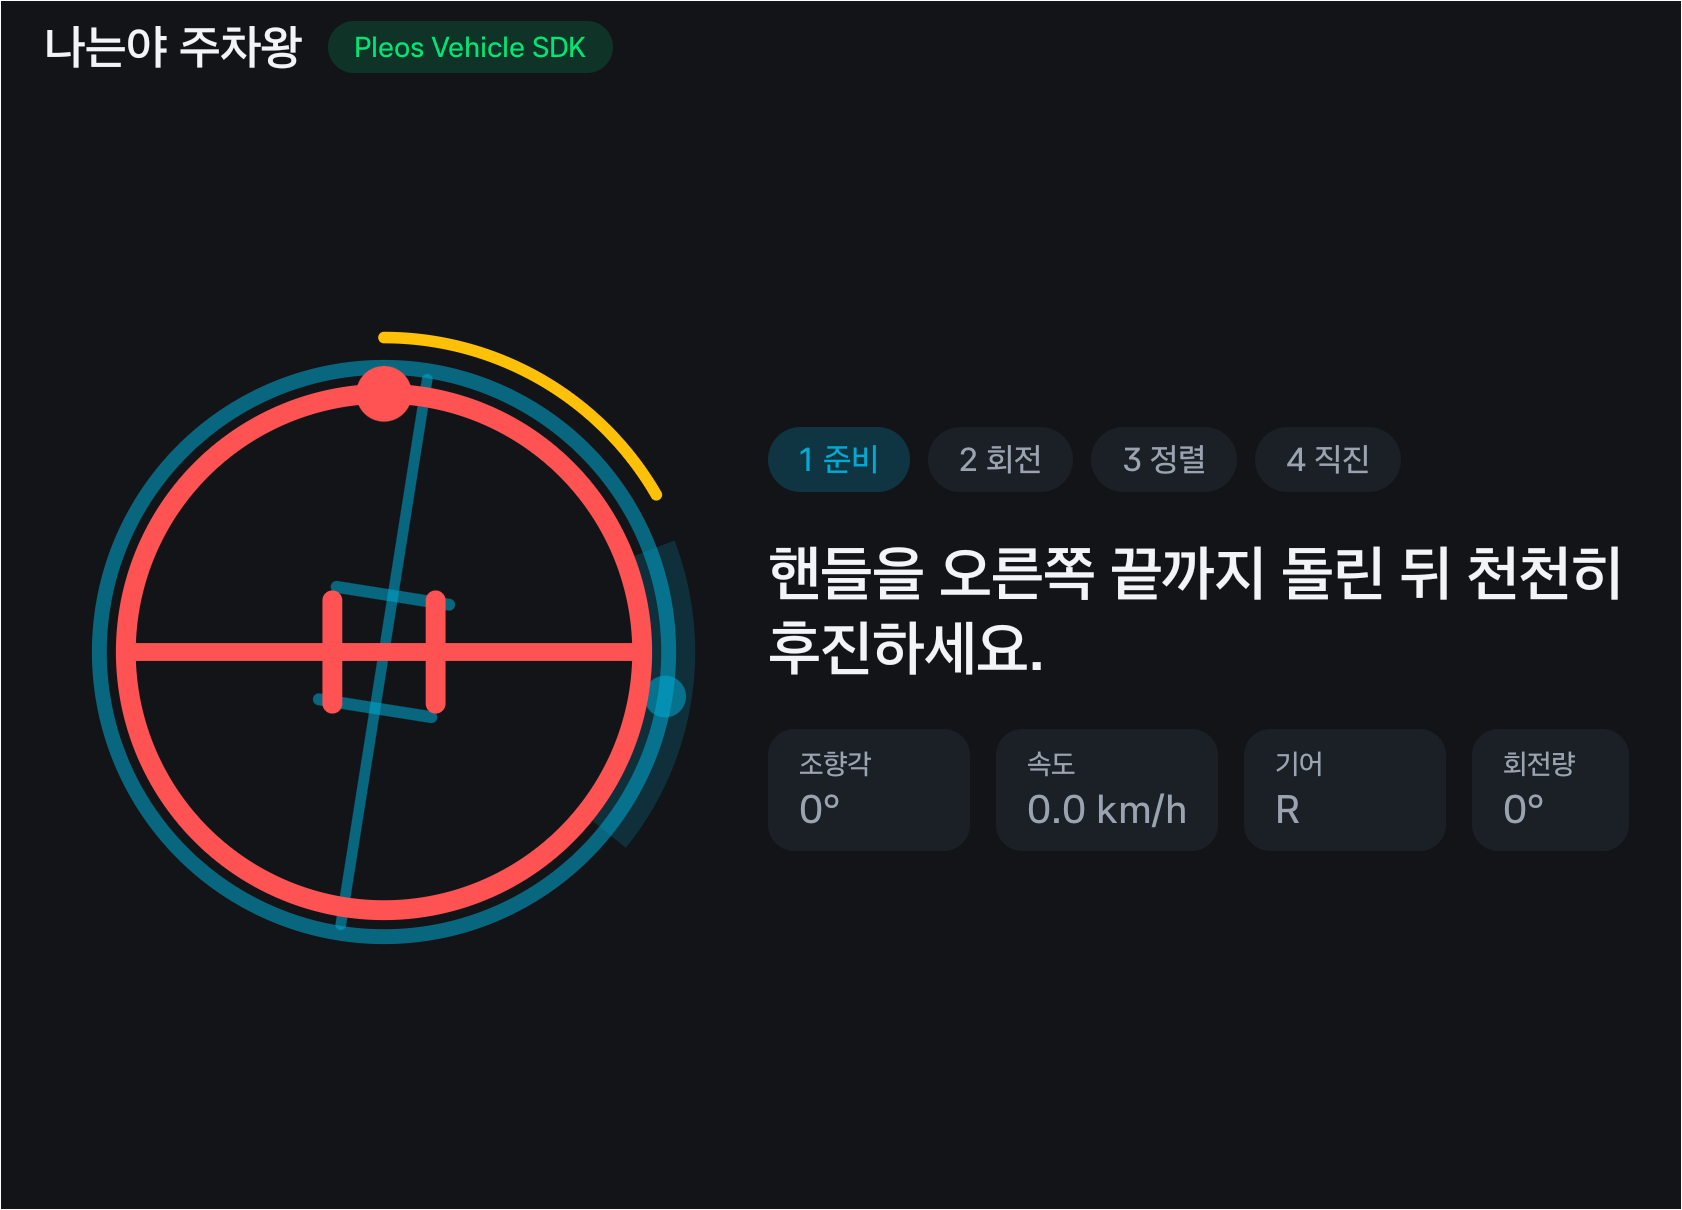 나는야 주차왕 Pleos Vehicle SDK
1 준비 2 회전 3 정렬 4 직진
핸들을 오른쪽 끝까지 돌린 뒤 천천히
후진하세요.
조향각 속도 기어 회전량
0° 0.0 km/h R 0°